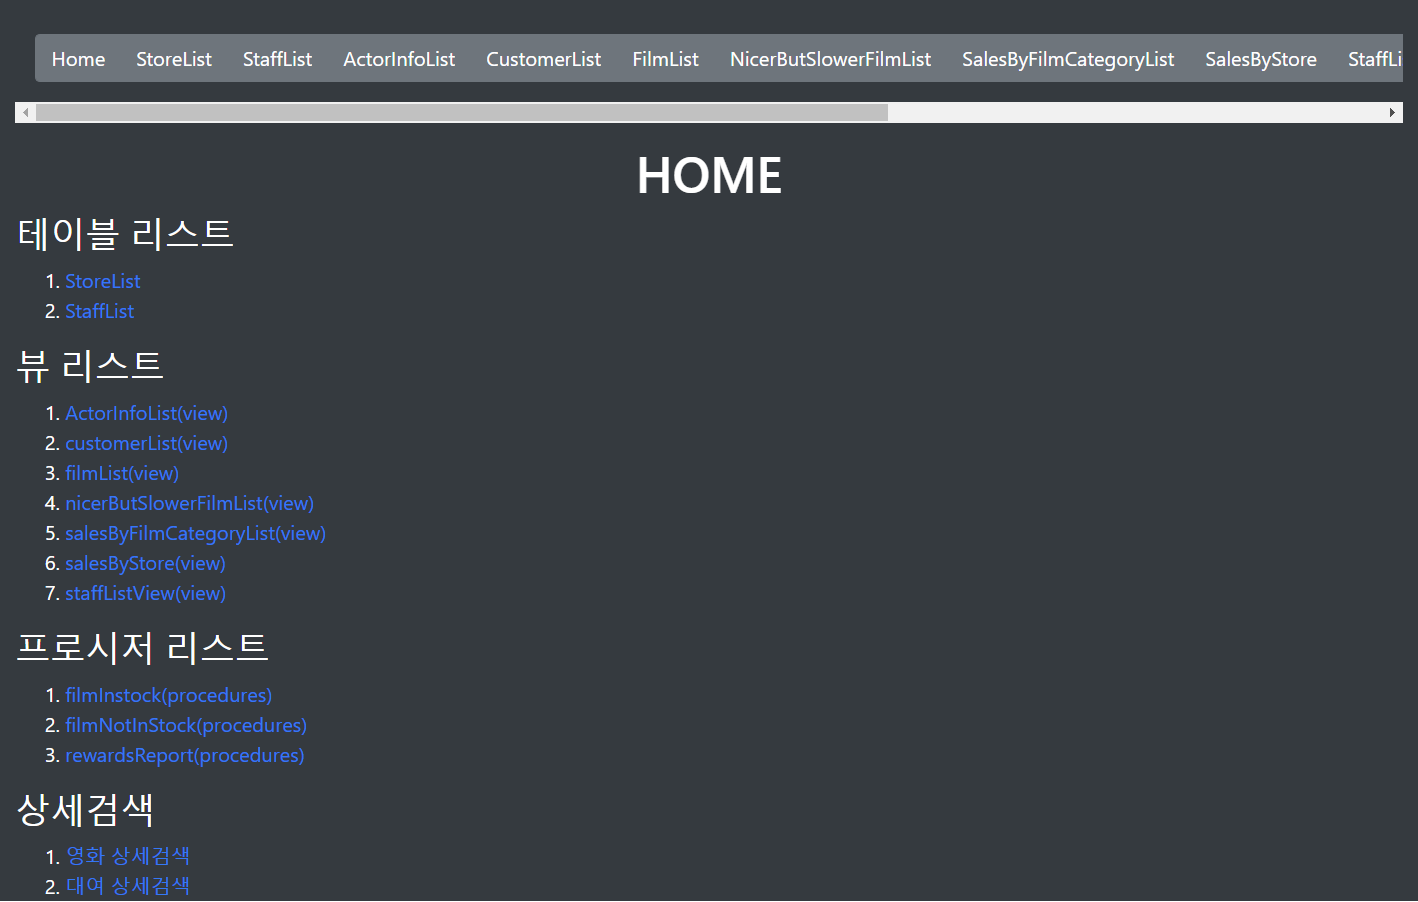 Home StoreList StaffList ActorInfoList CustomerList FilmList NicerButSlowerFilmList SalesByFilmCategoryList SalesByStore StaffLi
HOME
테이블 리스트
1. StoreList
2. StaffList
뷰 리스트
1. ActorInfoList(view)
2. customerList(view)
3. filmList(view)
4. nicerButSlowerFilmList(view)
5. salesByFilmCategoryList(view)
6. salesByStore(view)
7. staffListView(view)
프로시저 리스트
1. filmInstock(procedures)
2. filmNotInStock(procedures)
3. rewardsReport(procedures)
상세검색
1. 영화 상세검색
2. 대여 상세검색